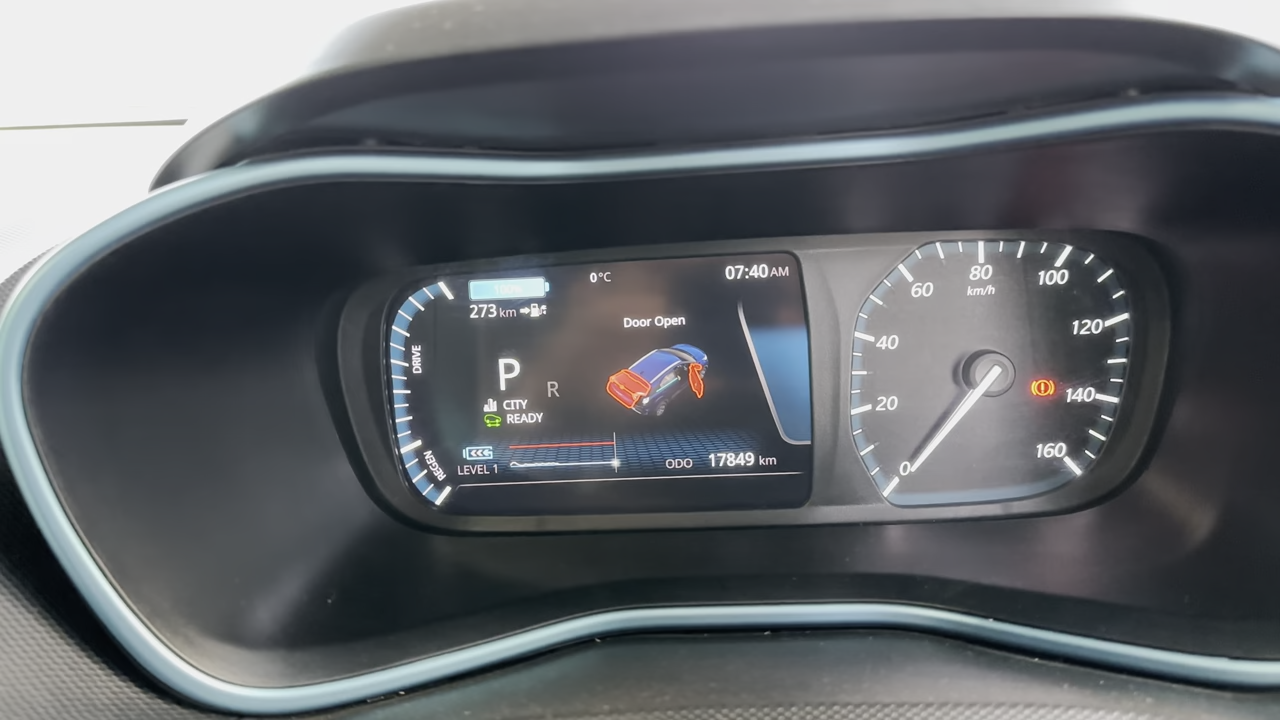 0°C
07:40 AM
100%
273 km
Door Open
DRIVE
P
R
CITY
READY
REGEN
LEVEL 1
ODO 17849 km
0
20
40
60
80
100
120
140
160
km/h